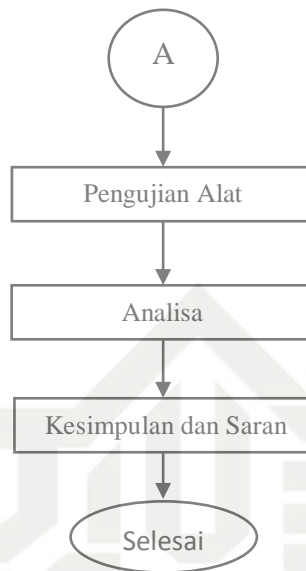 A
Pengujian Alat
Analisa
Kesimpulan dan Saran
Selesai